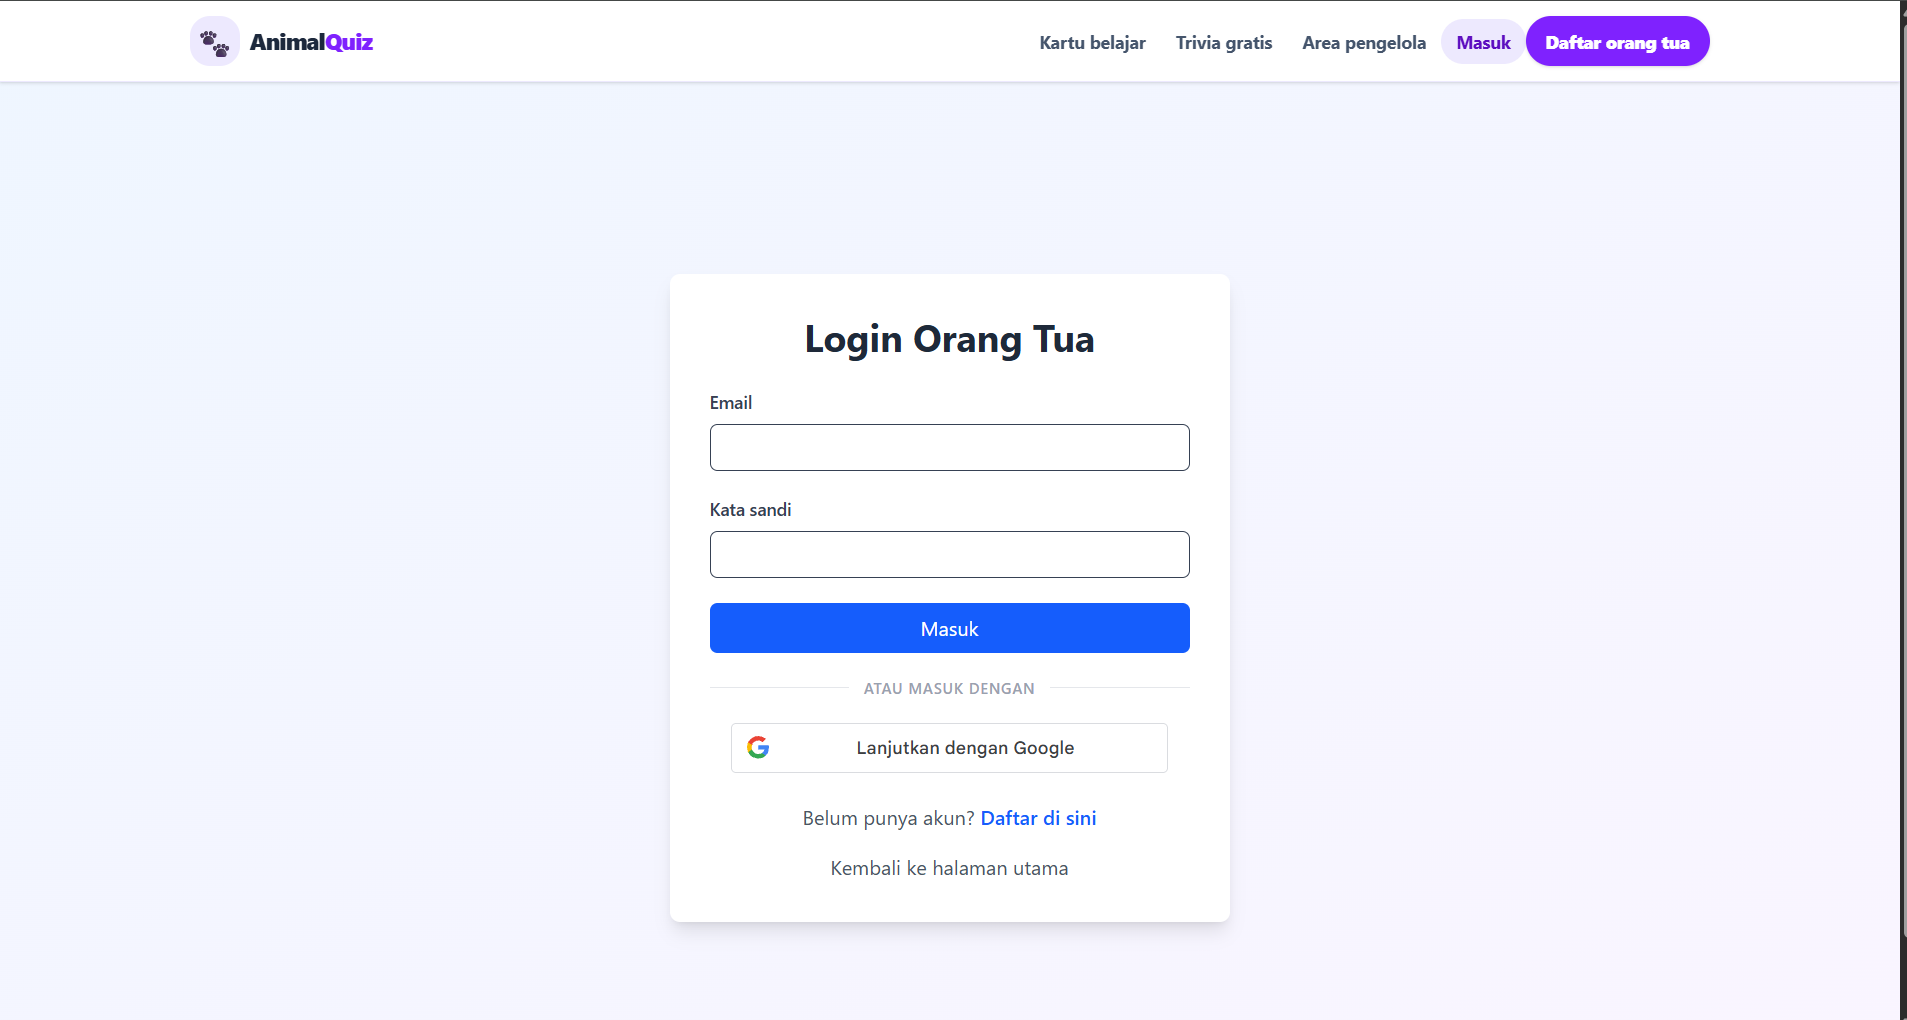 AnimalQuiz
Kartu belajar
Trivia gratis
Area pengelola
Masuk
Daftar orang tua
Login Orang Tua
Email
Kata sandi
Masuk
ATAU MASUK DENGAN
Lanjutkan dengan Google
Belum punya akun? Daftar di sini
Kembali ke halaman utama